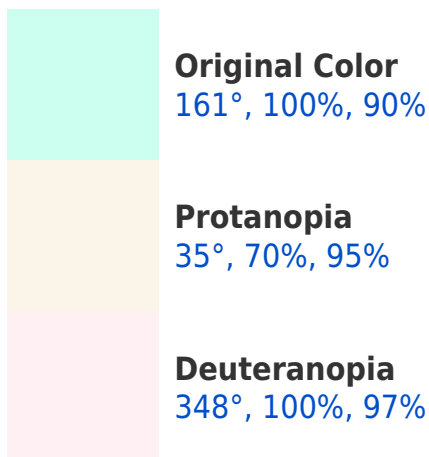 Original Color
161°, 100%, 90%
Protanopia
35°, 70%, 95%
Deuteranopia
348°, 100%, 97%